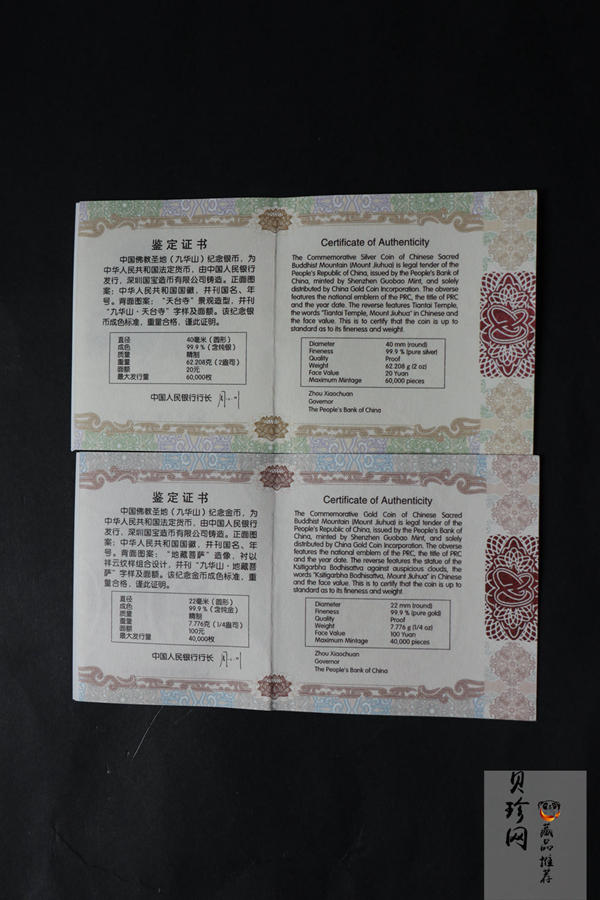 鉴定证书
中国佛教圣地（九华山）纪念银币，为
中华人民共和国法定货币，由中国人民银行
发行，深圳国宝造币有限公司铸造。正面图
案：中华人民共和国国徽，并刊国名、年
号。背面图案：“天台寺”景观造型，并刊
“九华山·天台寺”字样及面额。该纪念银
币成色标准，重量合格，谨此证明。
直径 40毫米（圆形）
成色 99.9％（含纯银）
质量 精制
重量 62.208克（2盎司）
面额 20元
最大发行量 60,000枚
中国人民银行行长
Certificate of Authenticity
The Commemorative Silver Coin of Chinese Sacred
Buddhist Mountain (Mount Jiuhua) is legal tender of the
People's Republic of China, issued by the People's Bank of
China, minted by Shenzhen Guobao Mint, and solely
distributed by China Gold Coin Incorporation. The obverse
features the national emblem of the PRC, the title of PRC
and the year date. The reverse features Tiantai Temple,
the words "Tiantai Temple, Mount Jiuhua" in Chinese and
the face value. This is to certify that the coin is up to
standard as to its fineness and weight.
Diameter 40 mm (round)
Fineness 99.9 % (pure silver)
Quality Proof
Weight 62.208 g (2 oz)
Face Value 20 Yuan
Maximum Mintage 60,000 pieces
Zhou Xiaochuan
Governor
The People's Bank of China
鉴定证书
中国佛教圣地（九华山）纪念金币，为
中华人民共和国法定货币，由中国人民银行
发行，深圳国宝造币有限公司铸造。正面图
案：中华人民共和国国徽，并刊国名、年
号。背面图案：“地藏菩萨”造像，衬以
祥云纹样组合设计，并刊“九华山·地藏菩
萨”字样及面额。该纪念金币成色标准，重
量合格，谨此证明。
直径 22毫米（圆形）
成色 99.9％（含纯金）
质量 精制
重量 7.776克（1/4盎司）
面额 100元
最大发行量 40,000枚
中国人民银行行长
Certificate of Authenticity
The Commemorative Gold Coin of Chinese Sacred
Buddhist Mountain (Mount Jiuhua) is legal tender of the
People's Republic of China, issued by the People's Bank of
China, minted by Shenzhen Guobao Mint, and solely
distributed by China Gold Coin Incorporation. The obverse
features the national emblem of the PRC, the title of PRC
and the year date. The reverse features the statue of the
Ksitigarbha Bodhisattva against auspicious clouds, the
words "Ksitigarbha Bodhisattva, Mount Jiuhua" in Chinese
and the face value. This is to certify that the coin is up to
standard as to its fineness and weight.
Diameter 22 mm (round)
Fineness 99.9 % (pure gold)
Quality Proof
Weight 7.776 g (1/4 oz)
Face Value 100 Yuan
Maximum Mintage 40,000 pieces
Zhou Xiaochuan
Governor
The People's Bank of China
贝珍网
藏品推荐